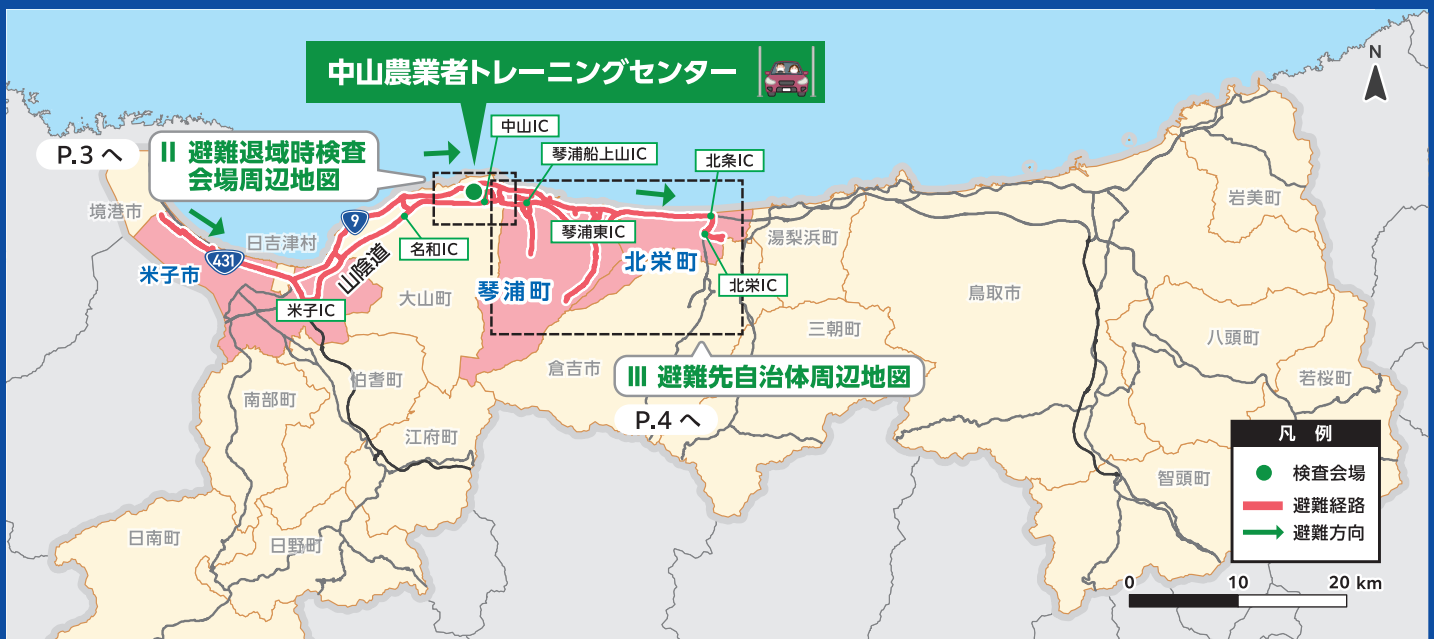 中山農業者トレーニングセンター
N
P.3 へ
II 避難退域時検査
会場周辺地図
中山IC
琴浦船上山IC
北条IC
岩美町
境港市
9
日吉津村
名和IC
琴浦東IC
湯梨浜町
431
米子市
山陰道
北栄町
大山町
琴浦町
北栄IC
鳥取市
米子IC
三朝町
八頭町
倉吉市
伯耆町
III 避難先自治体周辺地図
若桜町
南部町
P.4 へ
江府町
凡 例
検査会場
避難経路
避難方向
智頭町
日南町
日野町
0 10 20 km